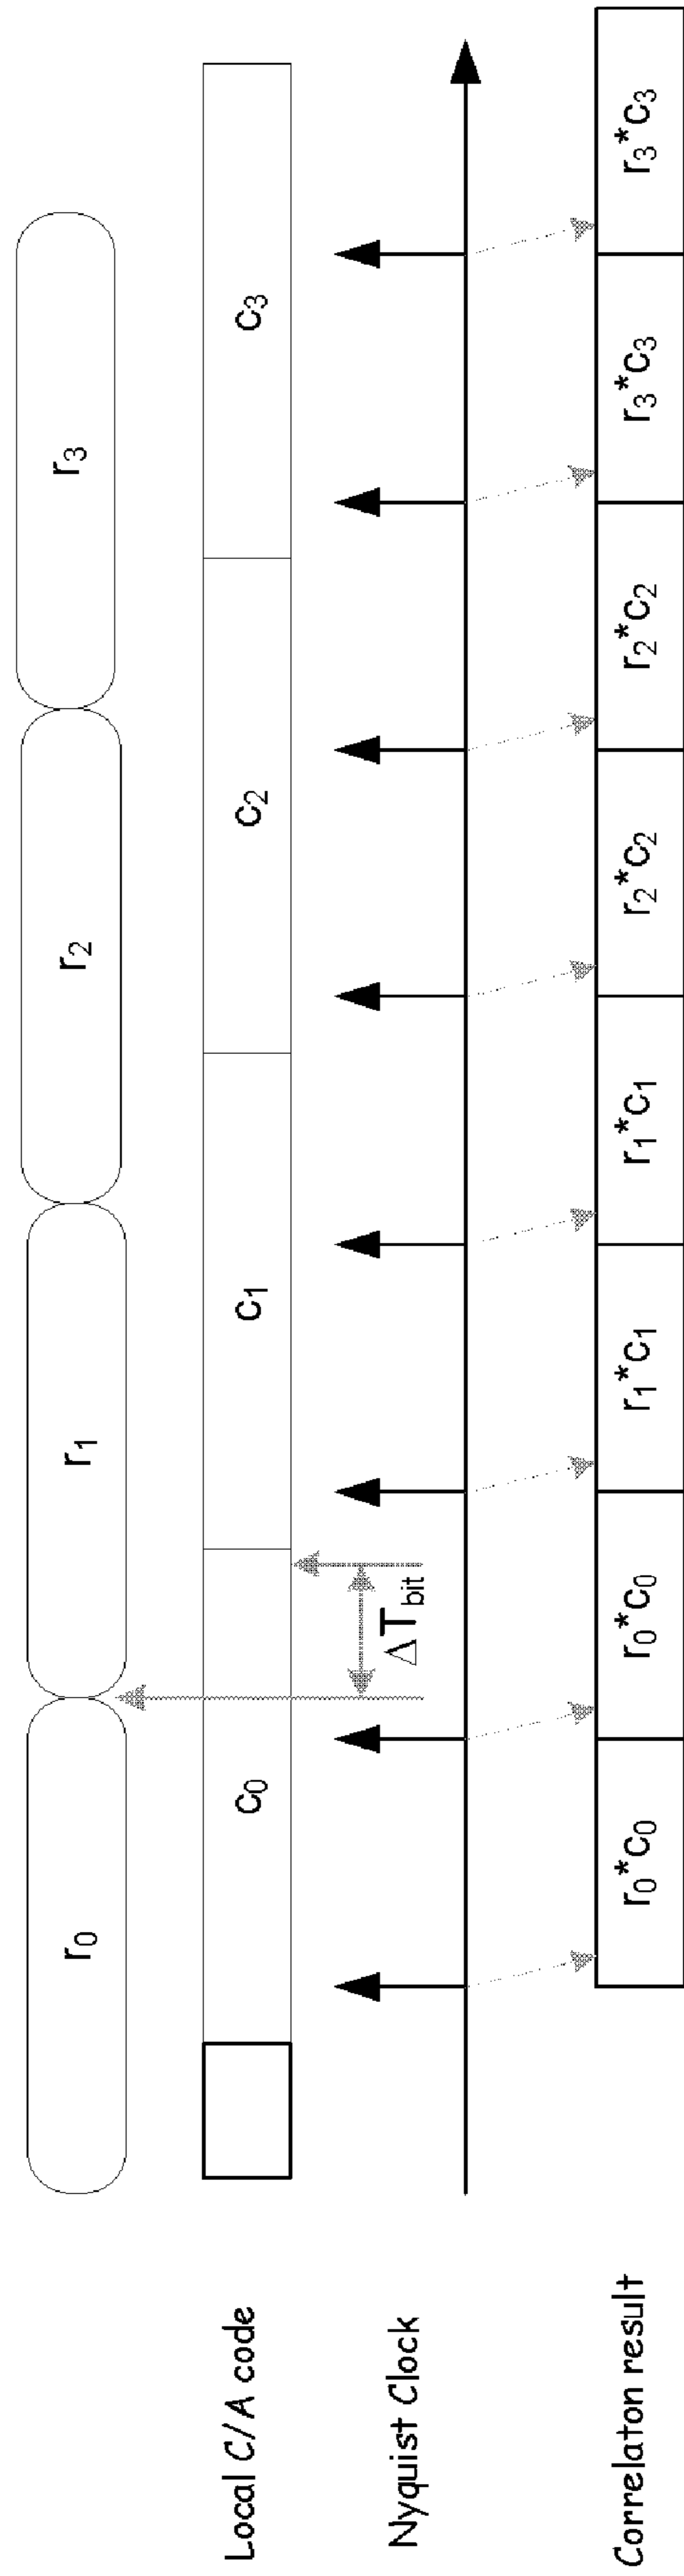 r0 r1 r2 r3
Local C/A code
c0 c1 c2 c3
Nyquist Clock
ΔTbit
Correlaton result
r0*c0 r0*c0 r1*c1 r1*c1 r2*c2 r2*c2 r3*c3 r3*c3